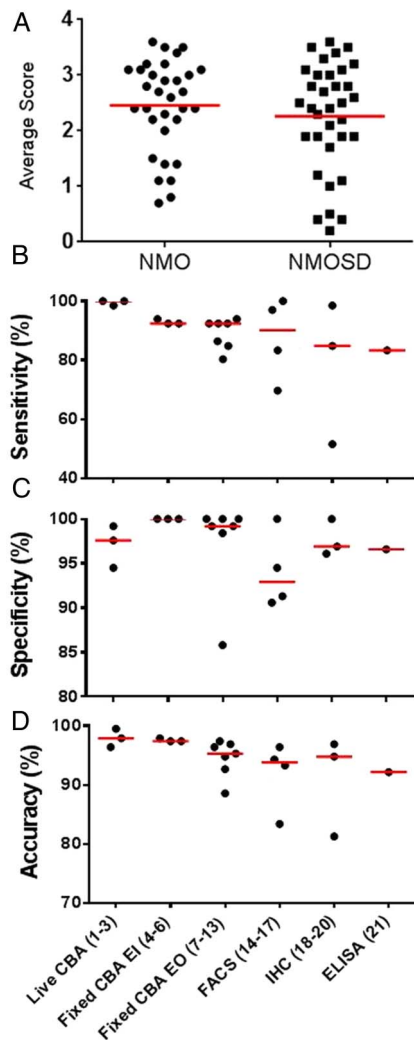 A
Average Score
4
3
2
1
0
NMO NMOSD
B
Sensitivity (%)
100
80
60
40
C
Specificity (%)
100
95
90
85
80
D
Accuracy (%)
100
90
80
70
Live CBA (1-3)
Fixed CBA EI (4-6)
Fixed CBA EO (7-13)
FACS (14-17)
IHC (18-20)
ELISA (21)